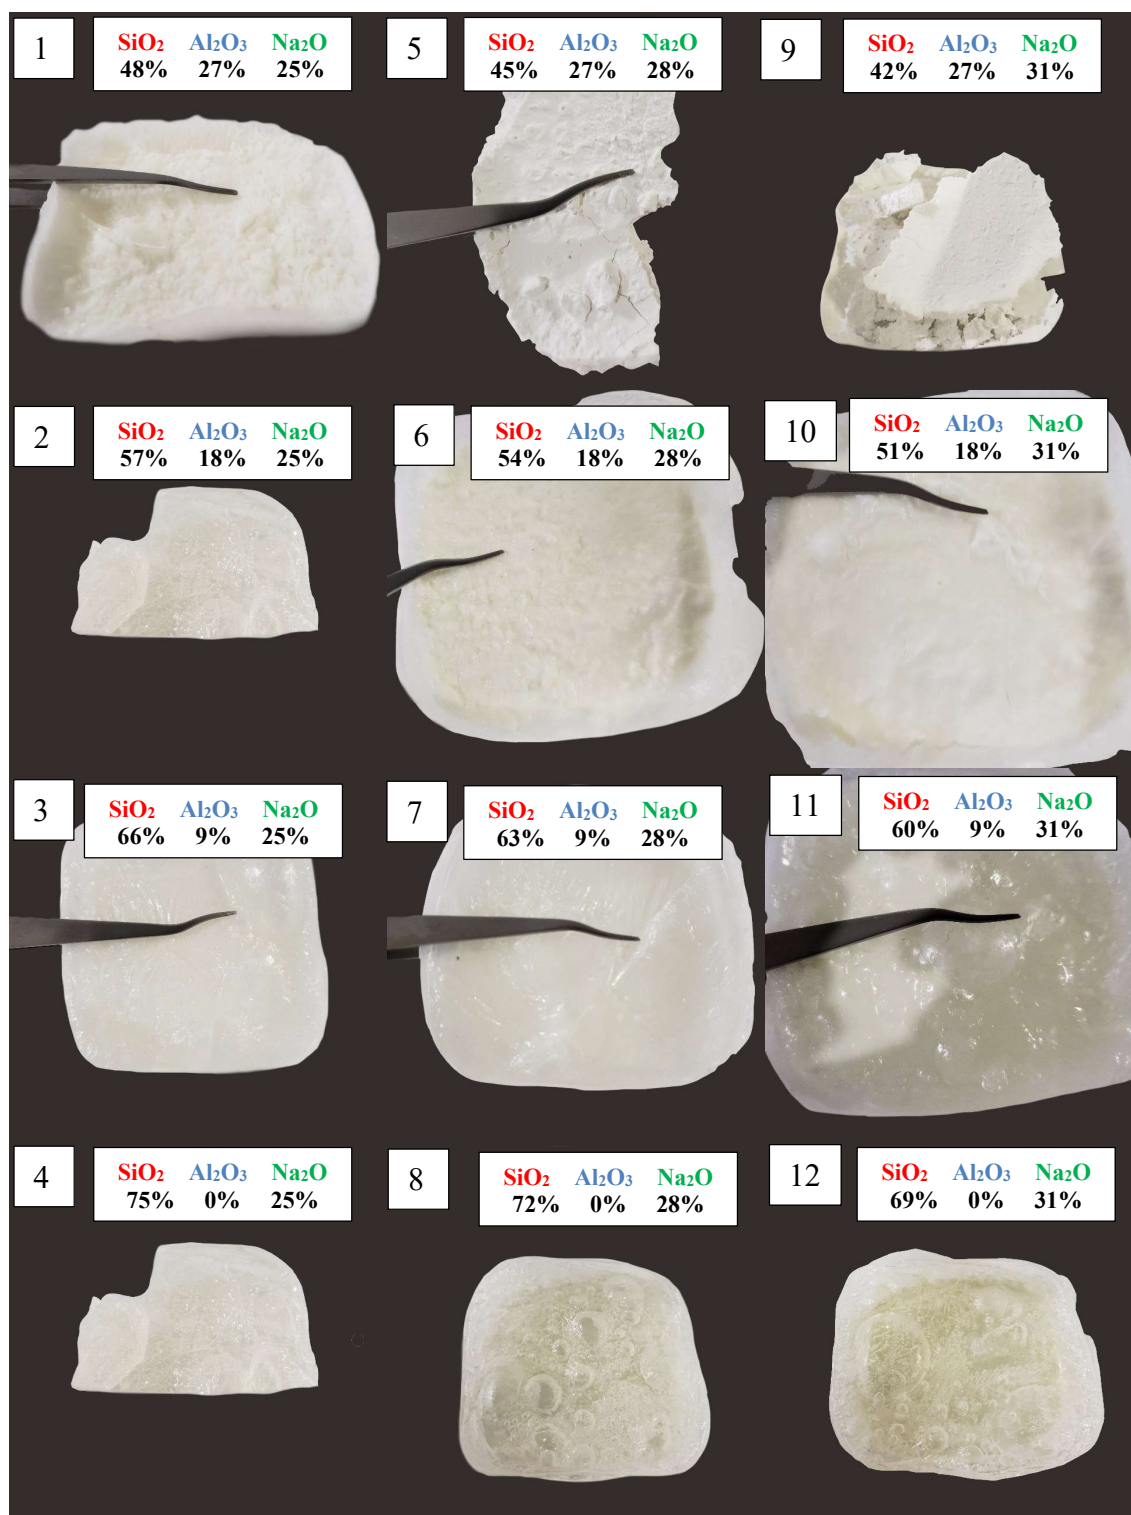 1
SiO₂ Al₂O₃ Na₂O
48% 27% 25%
5
SiO₂ Al₂O₃ Na₂O
45% 27% 28%
9
SiO₂ Al₂O₃ Na₂O
42% 27% 31%
2
SiO₂ Al₂O₃ Na₂O
57% 18% 25%
6
SiO₂ Al₂O₃ Na₂O
54% 18% 28%
10
SiO₂ Al₂O₃ Na₂O
51% 18% 31%
3
SiO₂ Al₂O₃ Na₂O
66% 9% 25%
7
SiO₂ Al₂O₃ Na₂O
63% 9% 28%
11
SiO₂ Al₂O₃ Na₂O
60% 9% 31%
4
SiO₂ Al₂O₃ Na₂O
75% 0% 25%
8
SiO₂ Al₂O₃ Na₂O
72% 0% 28%
12
SiO₂ Al₂O₃ Na₂O
69% 0% 31%